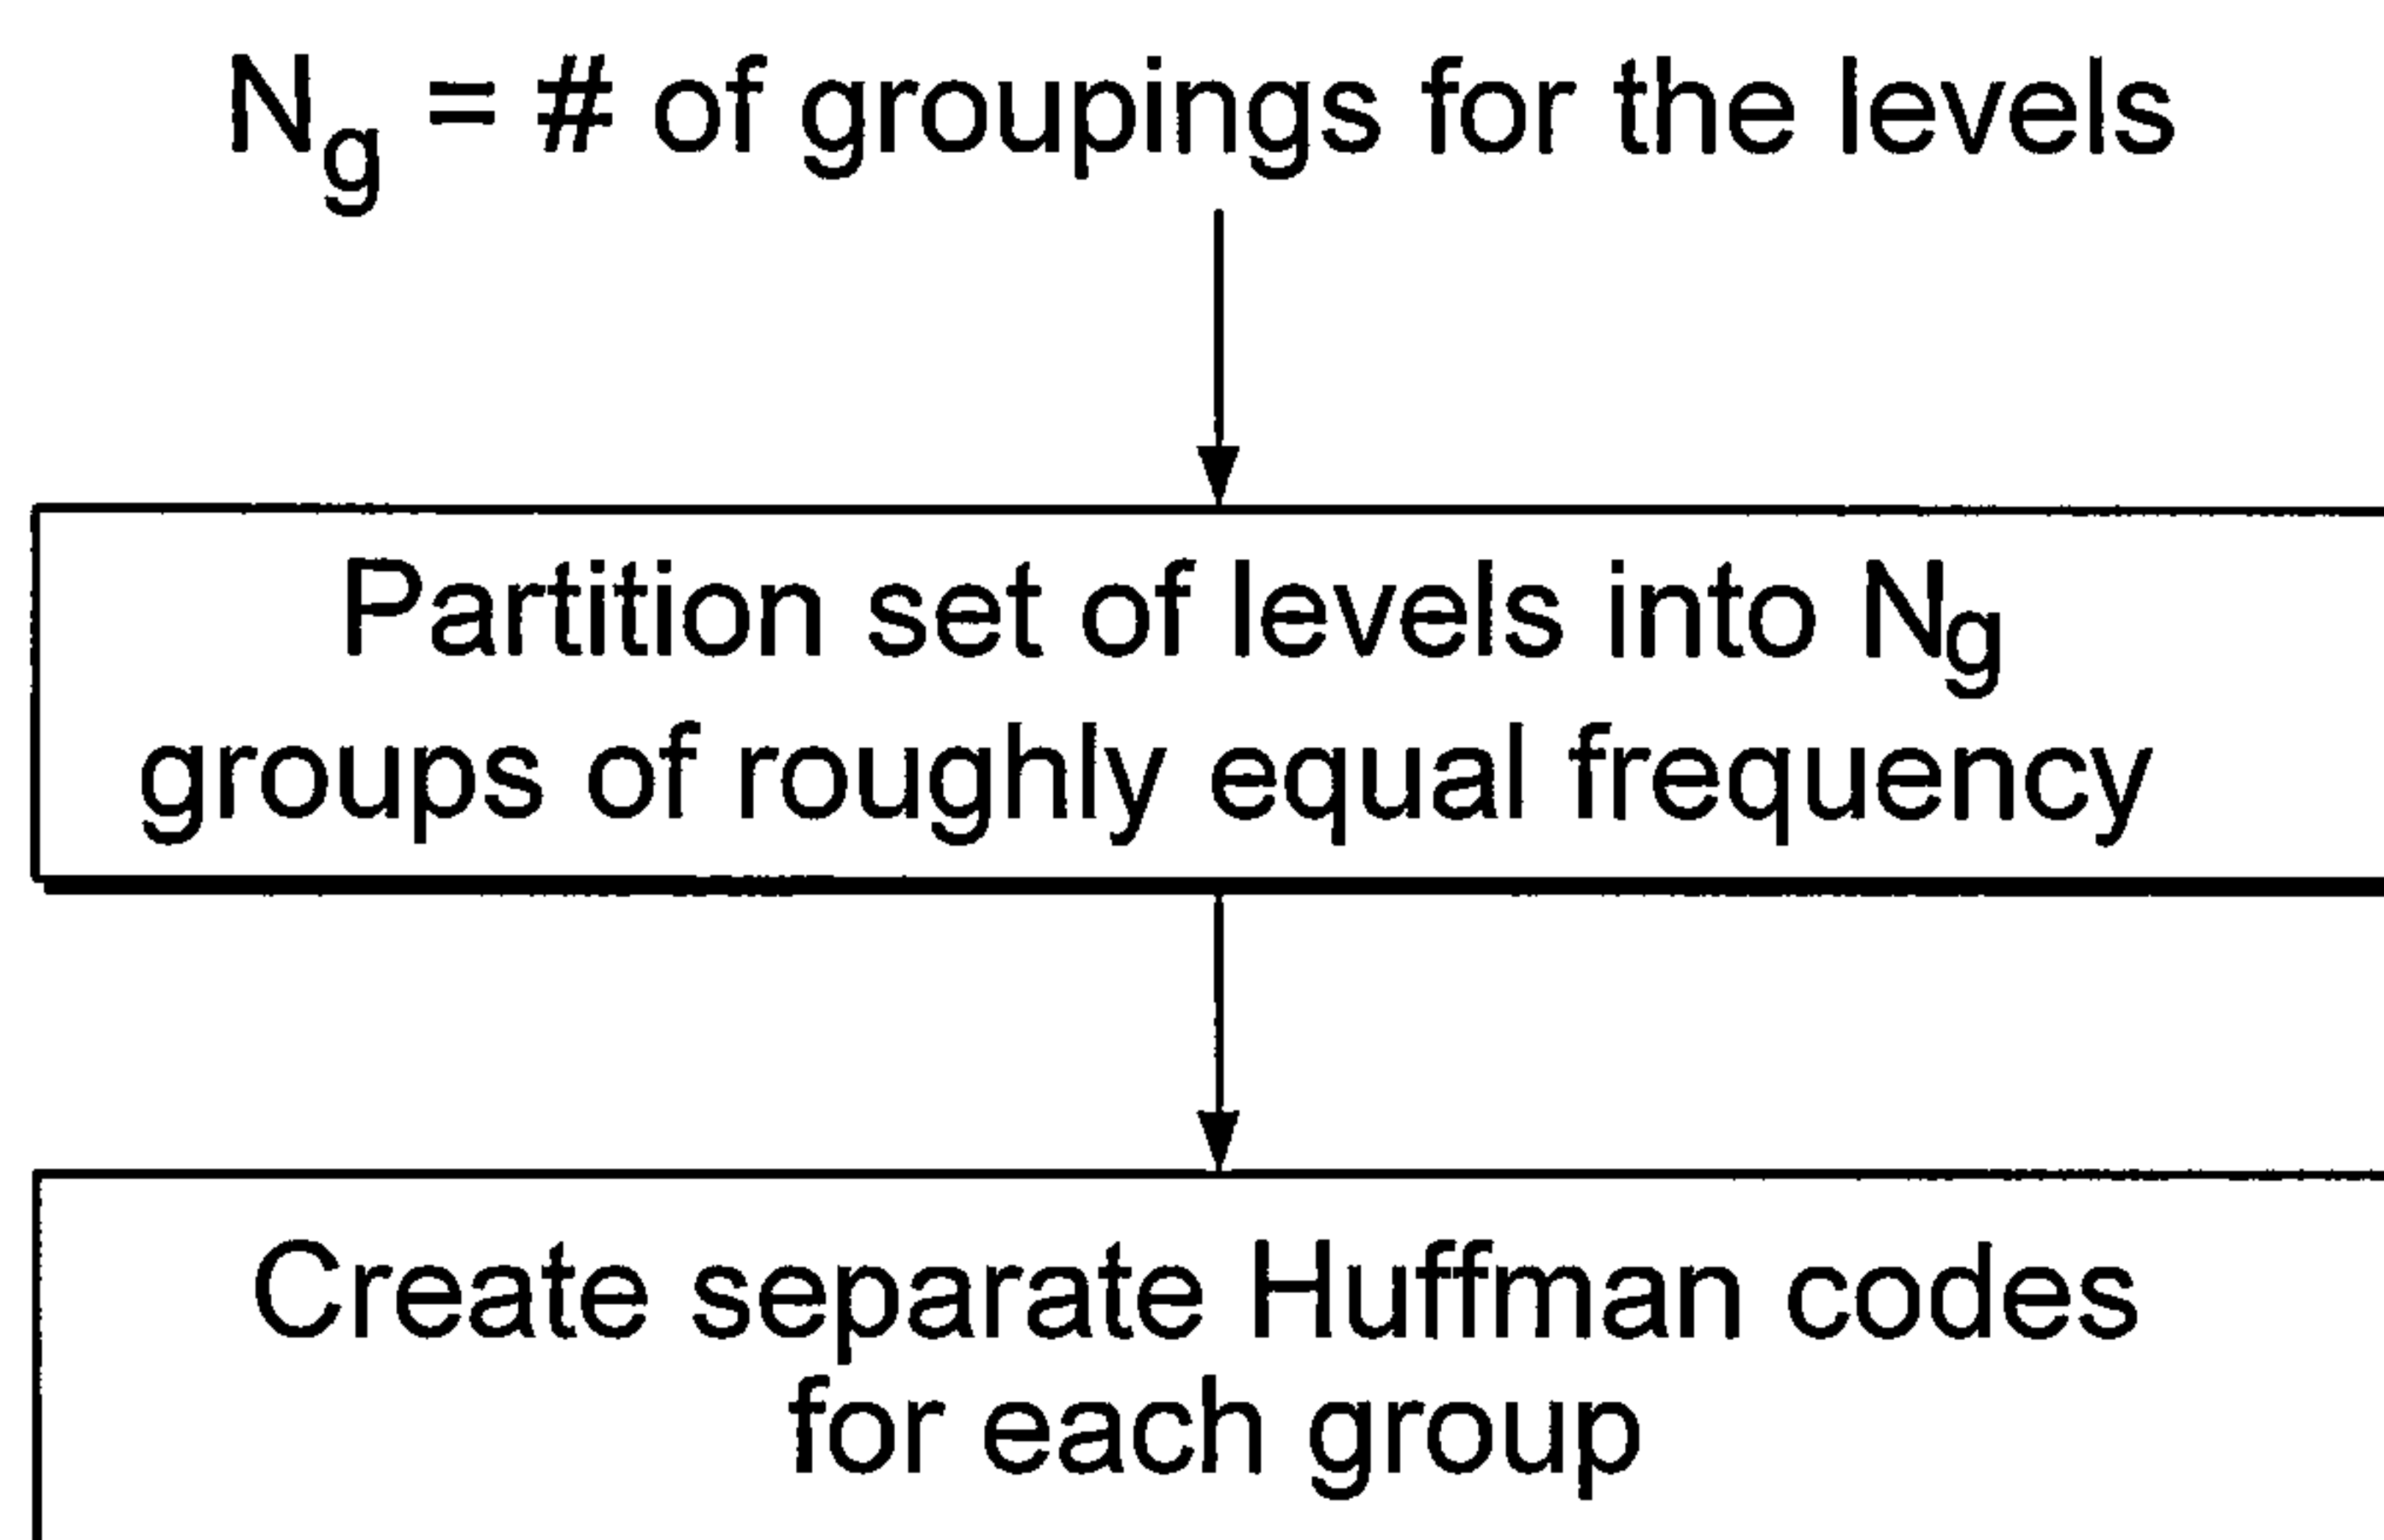 Ng = # of groupings for the levels
Partition set of levels into Ng
groups of roughly equal frequency
Create separate Huffman codes
for each group